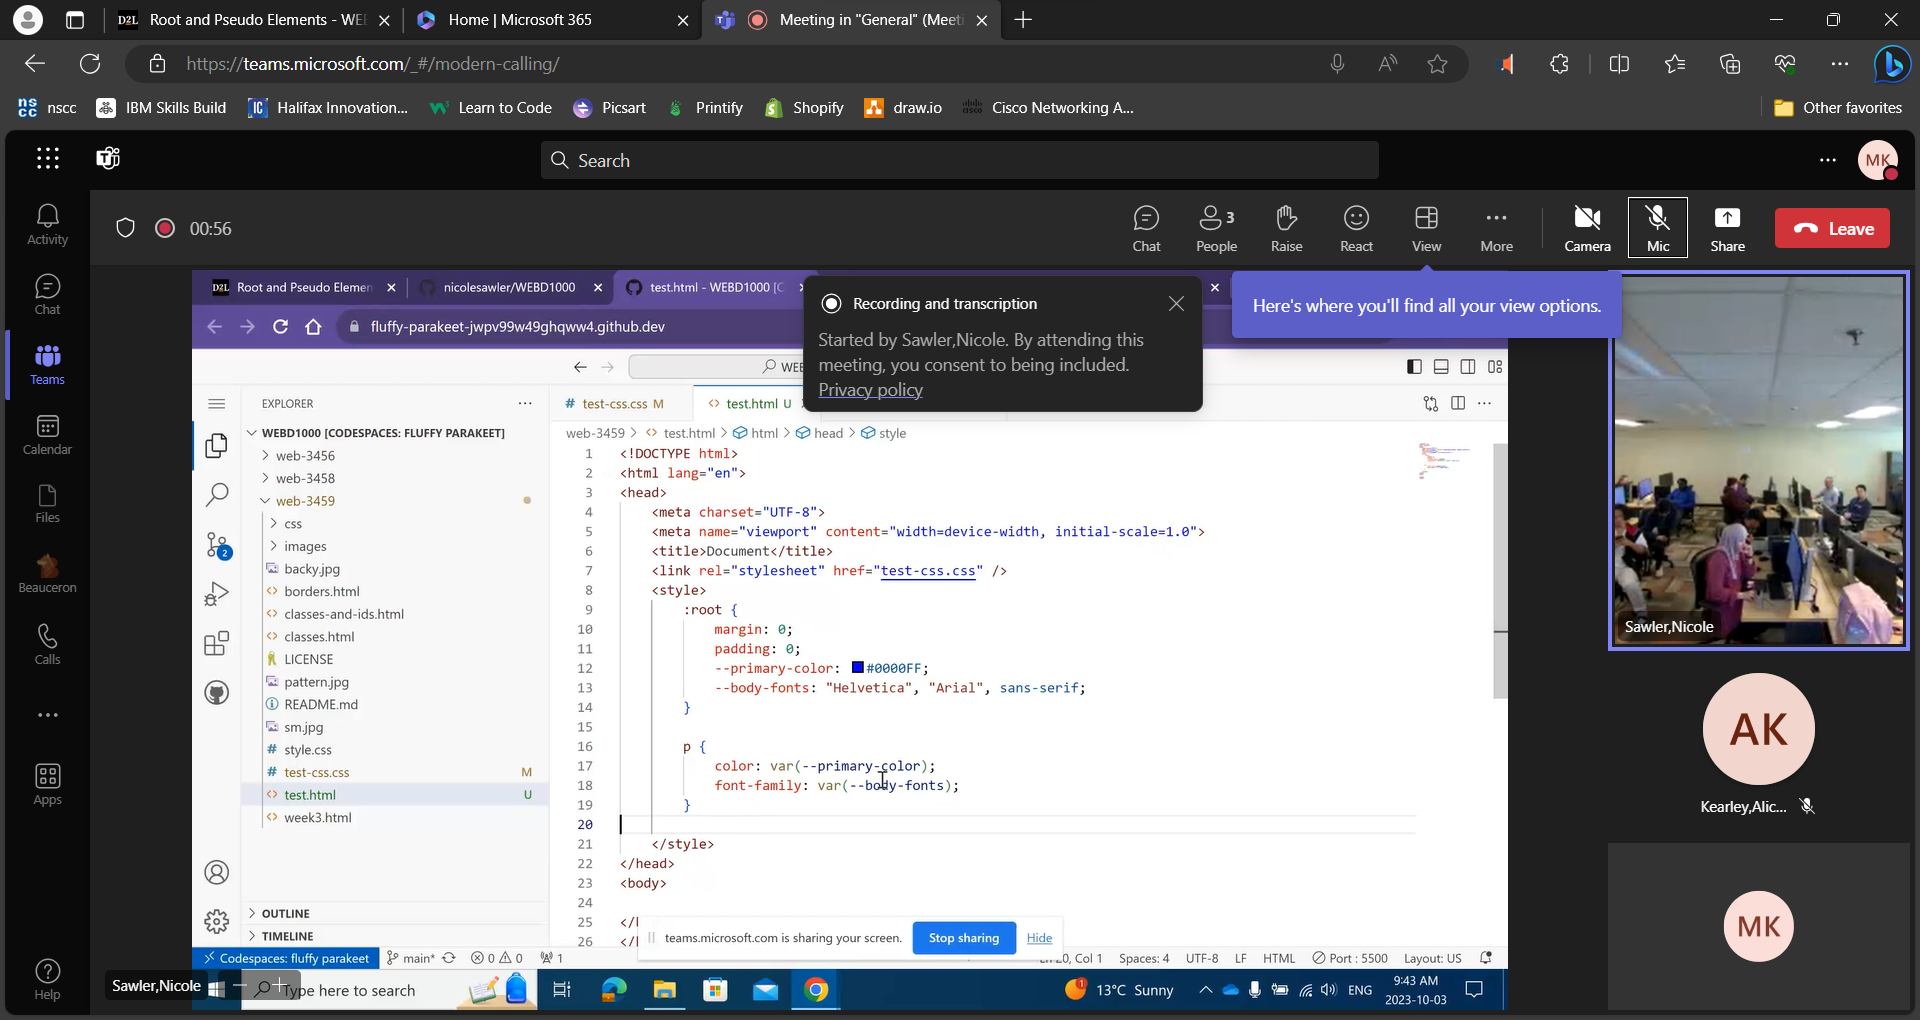 D2L Root and Pseudo Elements - WEE
Home | Microsoft 365
Meeting in "General" (Meeti
https://teams.microsoft.com/_#/modern-calling/
nscc
IBM Skills Build
Halifax Innovation...
Learn to Code
Picsart
Printify
Shopify
draw.io
Cisco Networking A...
Other favorites
Search
MK
00:56
Chat
People 3
Raise
React
View
More
Camera
Mic
Share
Leave
Activity
Chat
Teams
Calendar
Files
Beauceron
Calls
Apps
Help
D2L Root and Pseudo Elemen
nicolesawler/WEBD1000
test.html - WEBD1000 [C
Recording and transcription
Started by Sawler,Nicole. By attending this
meeting, you consent to being included.
Privacy policy
Here's where you'll find all your view options.
fluffy-parakeet-jwpv99w49ghqww4.github.dev
WEB
EXPLORER
WEBD1000 [CODESPACES: FLUFFY PARAKEET]
web-3456
web-3458
web-3459
css
images
backy.jpg
borders.html
classes-and-ids.html
classes.html
LICENSE
pattern.jpg
README.md
sm.jpg
style.css
test-css.css M
test.html U
week3.html
OUTLINE
TIMELINE
2
# test-css.css M
<> test.html U
web-3459 > <> test.html > html > head > style
1 <!DOCTYPE html>
2 <html lang="en">
3 <head>
4 <meta charset="UTF-8">
5 <meta name="viewport" content="width=device-width, initial-scale=1.0">
6 <title>Document</title>
7 <link rel="stylesheet" href="test-css.css" />
8 <style>
9 :root {
10 margin: 0;
11 padding: 0;
12 --primary-color: #0000FF;
13 --body-fonts: "Helvetica", "Arial", sans-serif;
14 }
15
16 p {
17 color: var(--primary-color);
18 font-family: var(--body-fonts);
19 }
20
21 </style>
22 </head>
23 <body>
24
25 </
26 </
teams.microsoft.com is sharing your screen.
Stop sharing
Hide
Codespaces: fluffy parakeet
main*
0 0
1
Ln 20, Col 1
Spaces: 4
UTF-8
LF
HTML
Port : 5500
Layout: US
Sawler,Nicole
Type here to search
1
13°C Sunny
ENG
9:43 AM
2023-10-03
Sawler,Nicole
AK
Kearley,Alic...
MK